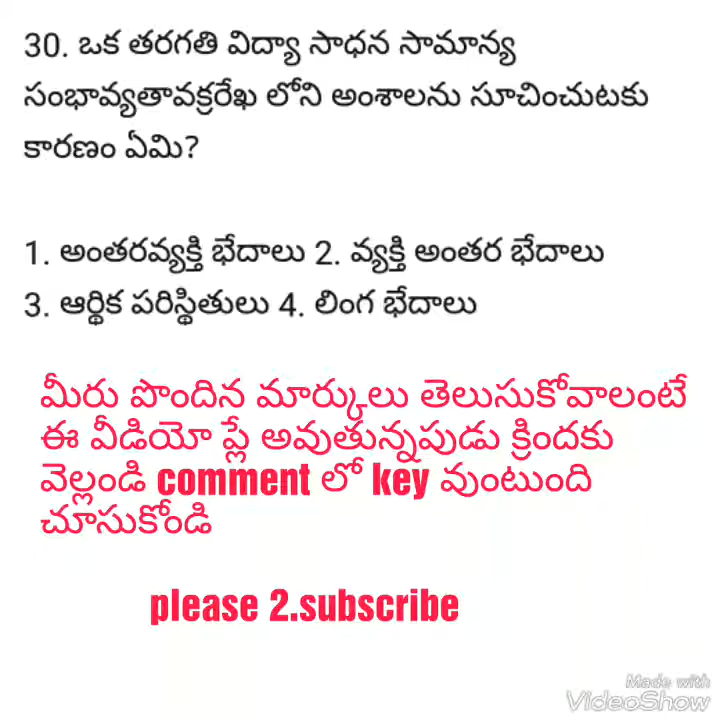 30. ఒక తరగతి విద్యా సాధన సామాన్య
సంభావ్యతావక్రరేఖ లోని అంశాలను సూచించుటకు
కారణం ఏమి?
1. అంతరవ్యక్తి భేదాలు 2. వ్యక్తి అంతర భేదాలు
3. ఆర్థిక పరిస్థితులు 4. లింగ భేదాలు
మీరు పొందిన మార్కులు తెలుసుకోవాలంటే
ఈ వీడియో ప్లే అవుతున్నపుడు క్రిందకు
వెల్లండి comment లో key వుంటుంది
చూసుకోండి
please 2.subscribe
Made with
VideoShow